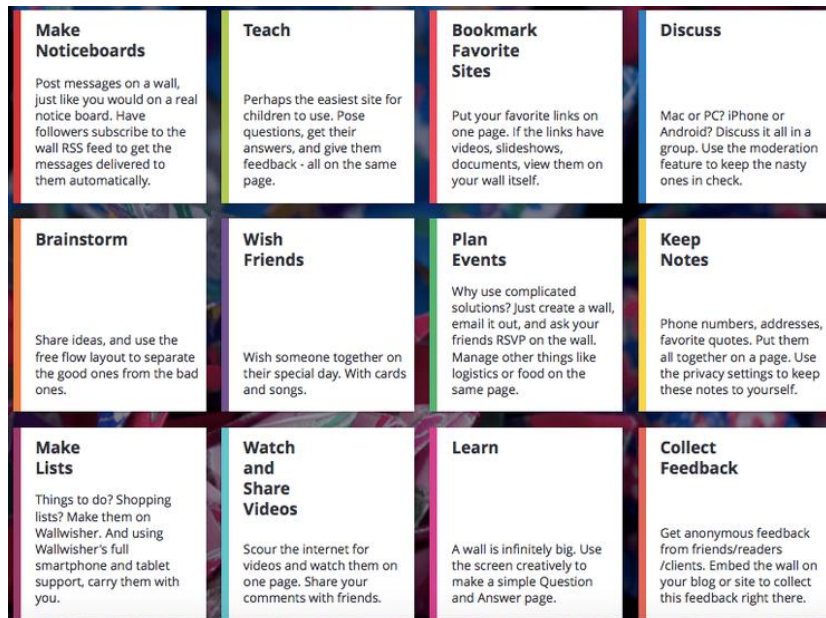 Make
Noticeboards
Post messages on a wall,
just like you would on a real
notice board. Have
followers subscribe to the
wall RSS feed to get the
messages delivered to
them automatically.
Teach
Perhaps the easiest site for
children to use. Pose
questions, get their
answers, and give them
feedback - all on the same
page.
Bookmark
Favorite
Sites
Put your favorite links on
one page. If the links have
videos, slideshows,
documents, view them on
your wall itself.
Discuss
Mac or PC? iPhone or
Android? Discuss it all in a
group. Use the moderation
feature to keep the nasty
ones in check.
Brainstorm
Share ideas, and use the
free flow layout to separate
the good ones from the bad
ones.
Wish
Friends
Wish someone together on
their special day. With cards
and songs.
Plan
Events
Why use complicated
solutions? Just create a wall,
email it out, and ask your
friends RSVP on the wall.
Manage other things like
logistics or food on the
same page.
Keep
Notes
Phone numbers, addresses,
favorite quotes. Put them
all together on a page. Use
the privacy settings to keep
these notes to yourself.
Make
Lists
Things to do? Shopping
lists? Make them on
Wallwisher. And using
Wallwisher's full
smartphone and tablet
support, carry them with
you.
Watch
and
Share
Videos
Scour the internet for
videos and watch them on
one page. Share your
comments with friends.
Learn
A wall is infinitely big. Use
the screen creatively to
make a simple Question
and Answer page.
Collect
Feedback
Get anonymous feedback
from friends/readers
/clients. Embed the wall on
your blog or site to collect
this feedback right there.